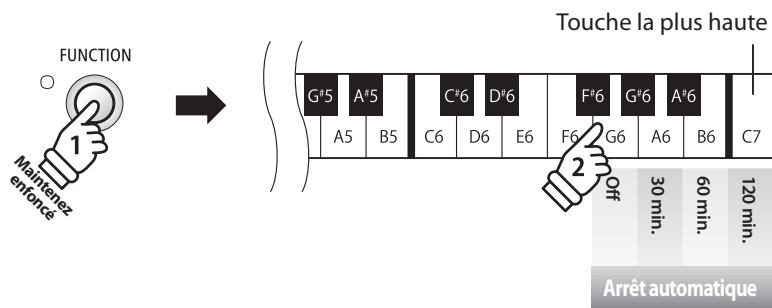 Touche la plus haute
FUNCTION
G#5 A#5 C#6 D#6 F#6 G#6 A#6
A5 B5 C6 D6 E6 F6 G6 A6 B6 C7
1
Maintenez
enfoncé
2
Off
30 min.
60 min.
120 min.
Arrêt automatique